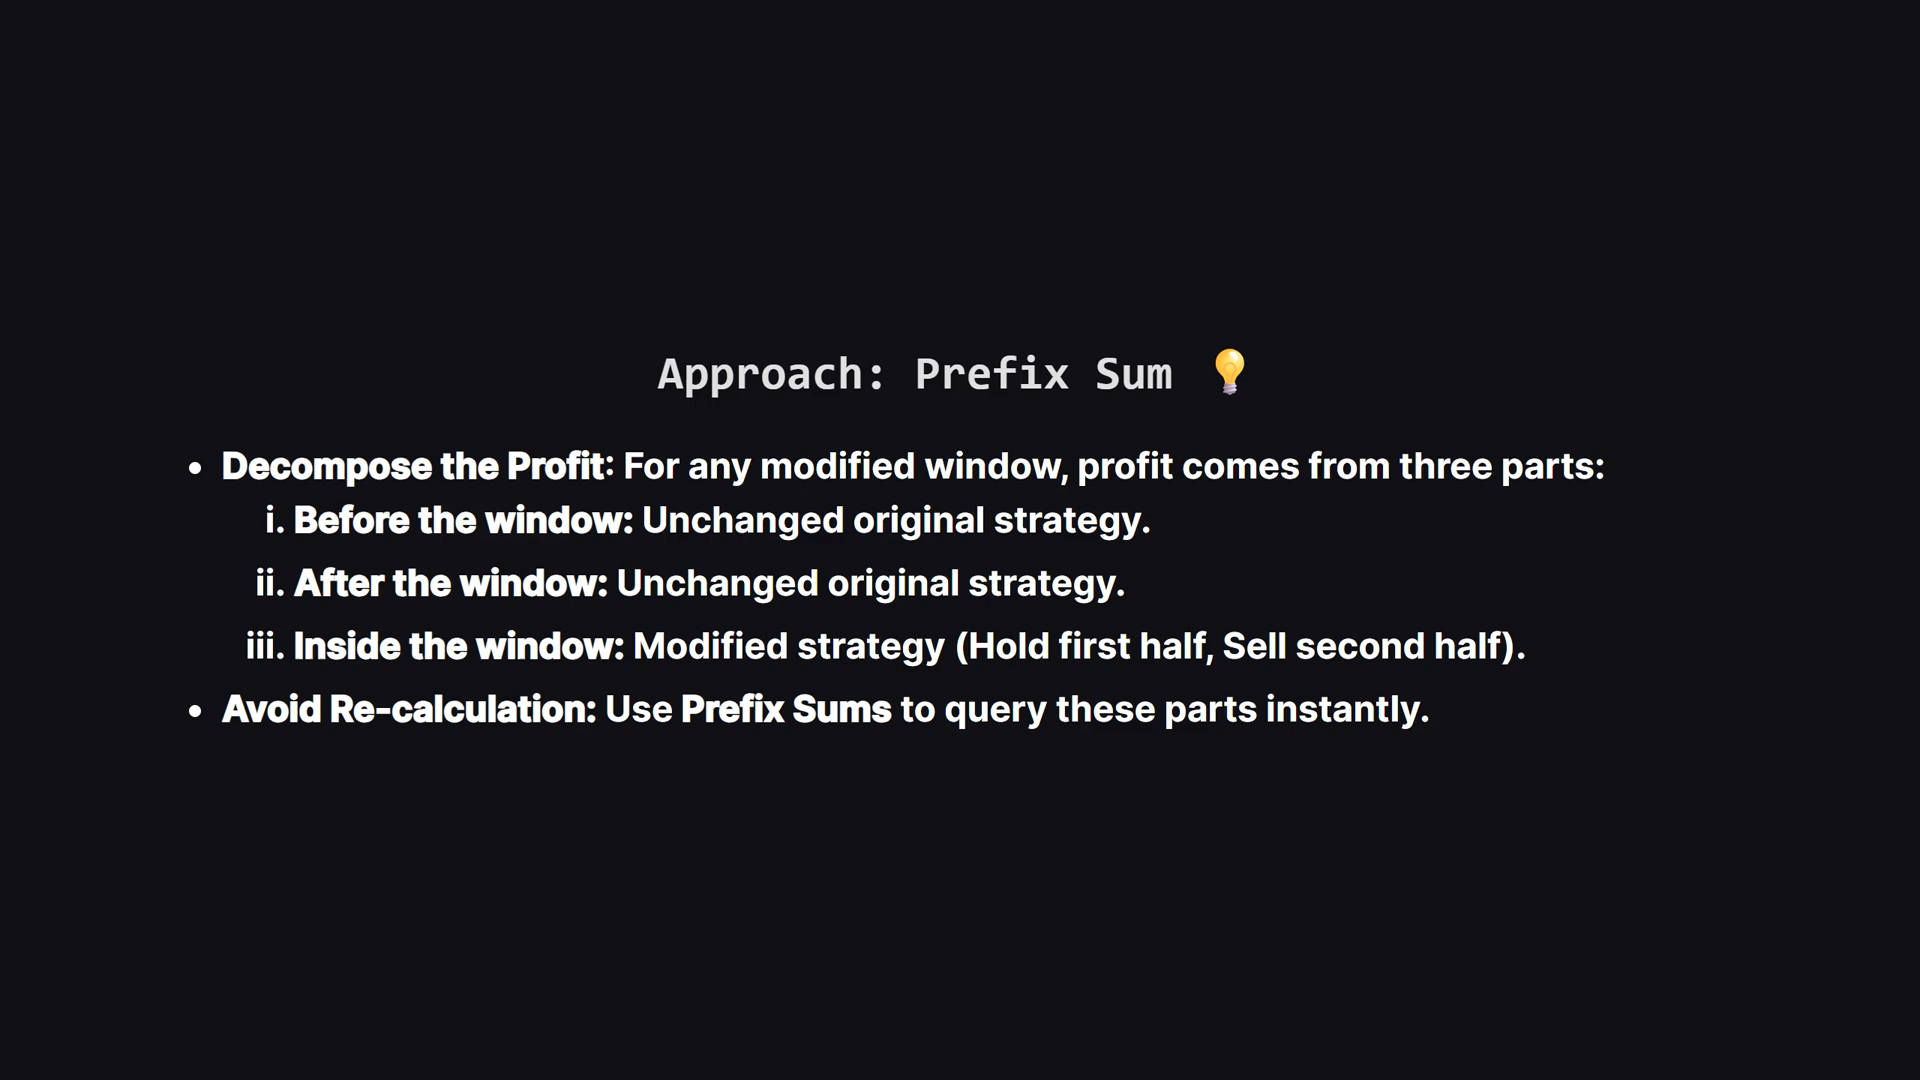 Approach: Prefix Sum 💡
• Decompose the Profit: For any modified window, profit comes from three parts:
i. Before the window: Unchanged original strategy.
ii. After the window: Unchanged original strategy.
iii. Inside the window: Modified strategy (Hold first half, Sell second half).
• Avoid Re-calculation: Use Prefix Sums to query these parts instantly.